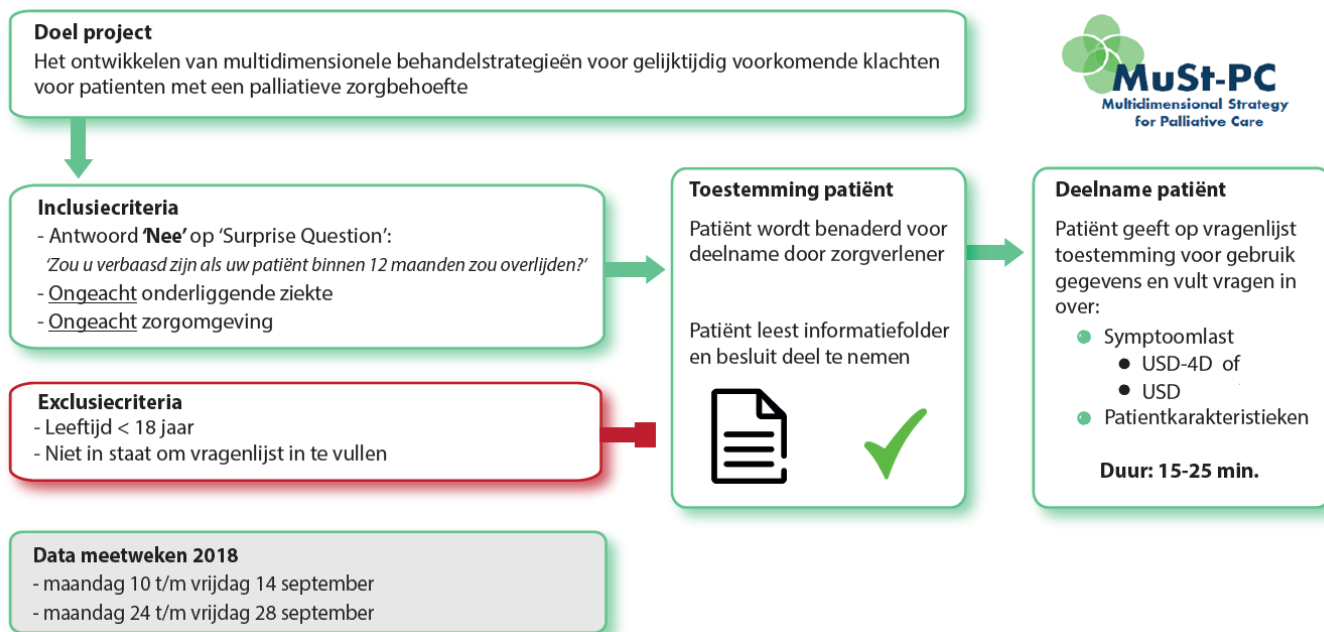 Doel project
Het ontwikkelen van multidimensionele behandelstrategieën voor gelijktijdig voorkomende klachten
voor patienten met een palliatieve zorgbehoefte
MuSt-PC
Multidimensional Strategy
for Palliative Care
Inclusiecriteria
- Antwoord 'Nee' op 'Surprise Question':
'Zou u verbaasd zijn als uw patiënt binnen 12 maanden zou overlijden?'
- Ongeacht onderliggende ziekte
- Ongeacht zorgomgeving
Exclusiecriteria
- Leeftijd < 18 jaar
- Niet in staat om vragenlijst in te vullen
Toestemming patiënt
Patiënt wordt benaderd voor
deelname door zorgverlener
Patiënt leest informatiefolder
en besluit deel te nemen
Deelname patiënt
Patiënt geeft op vragenlijst
toestemming voor gebruik
gegevens en vult vragen in
over:
Symptoomlast
USD-4D of
USD
Patientkarakteristieken
Duur: 15-25 min.
Data meetweken 2018
- maandag 10 t/m vrijdag 14 september
- maandag 24 t/m vrijdag 28 september